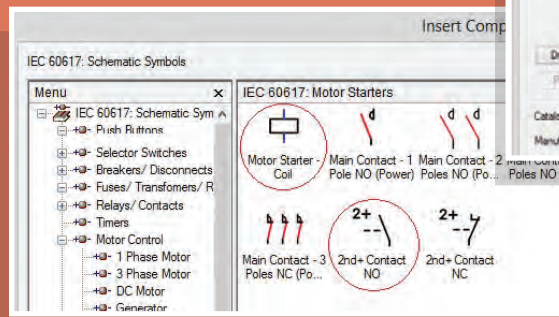 Insert Comp
IEC 60617: Schematic Symbols
Menu x
IEC 60617: Schematic Sym
Push Buttons
Selector Switches
Breakers/ Disconnects
Fuses/ Transfomers/ R
Relays/ Contacts
Timers
Motor Control
1 Phase Motor
3 Phase Motor
DC Motor
Generator
IEC 60617: Motor Starters
Motor Starter -
Coil
Main Contact - 1
Pole NO (Power)
Main Contact - 2
Poles NO (Po...
Main Contact
Poles NO
Main Contact - 3
Poles NC (Po...
2+
2nd+ Contact
NO
2+
2nd+ Contact
NC
Catalo
Manuf